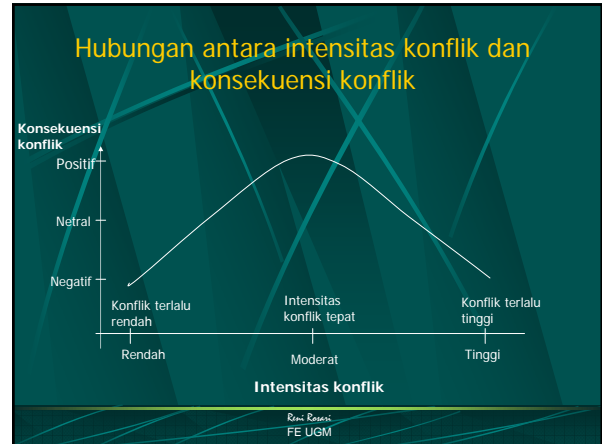 Hubungan antara intensitas konflik dan
konsekuensi konflik
Konsekuensi
konflik
Positif
Netral
Negatif
Konflik terlalu
rendah
Intensitas
konflik tepat
Konflik terlalu
tinggi
Rendah
Moderat
Tinggi
Intensitas konflik
Reni Rosari
FE UGM